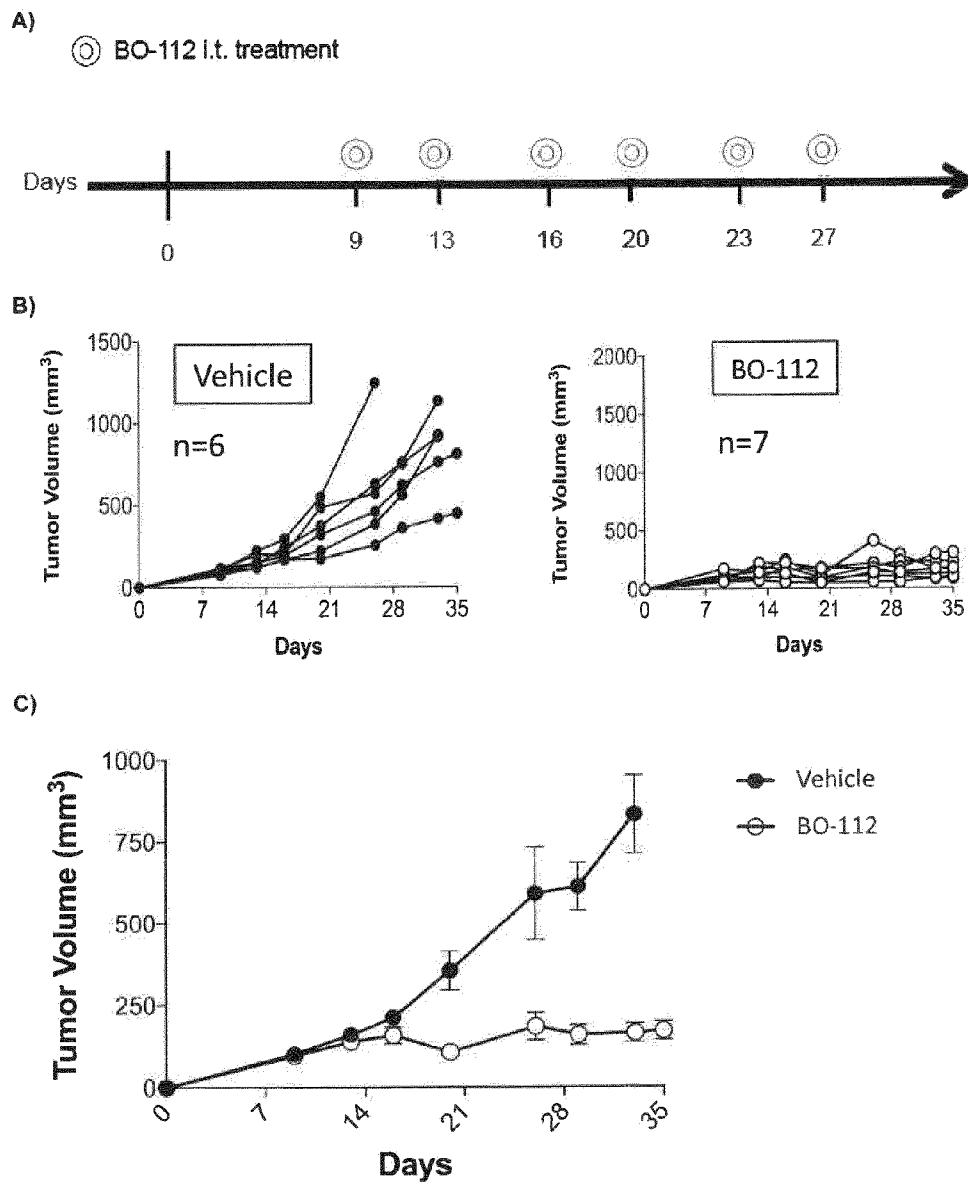 A)
BO-112 i.t. treatment
Days
0 9 13 16 20 23 27
B)
Tumor Volume (mm³)
1500
1000
500
0
Vehicle
n=6
0 7 14 21 28 35
Days
Tumor Volume (mm³)
2000
1500
1000
500
0
BO-112
n=7
0 7 14 21 28 35
Days
C)
Tumor Volume (mm³)
1000
750
500
250
0
Vehicle
BO-112
0 7 14 21 28 35
Days